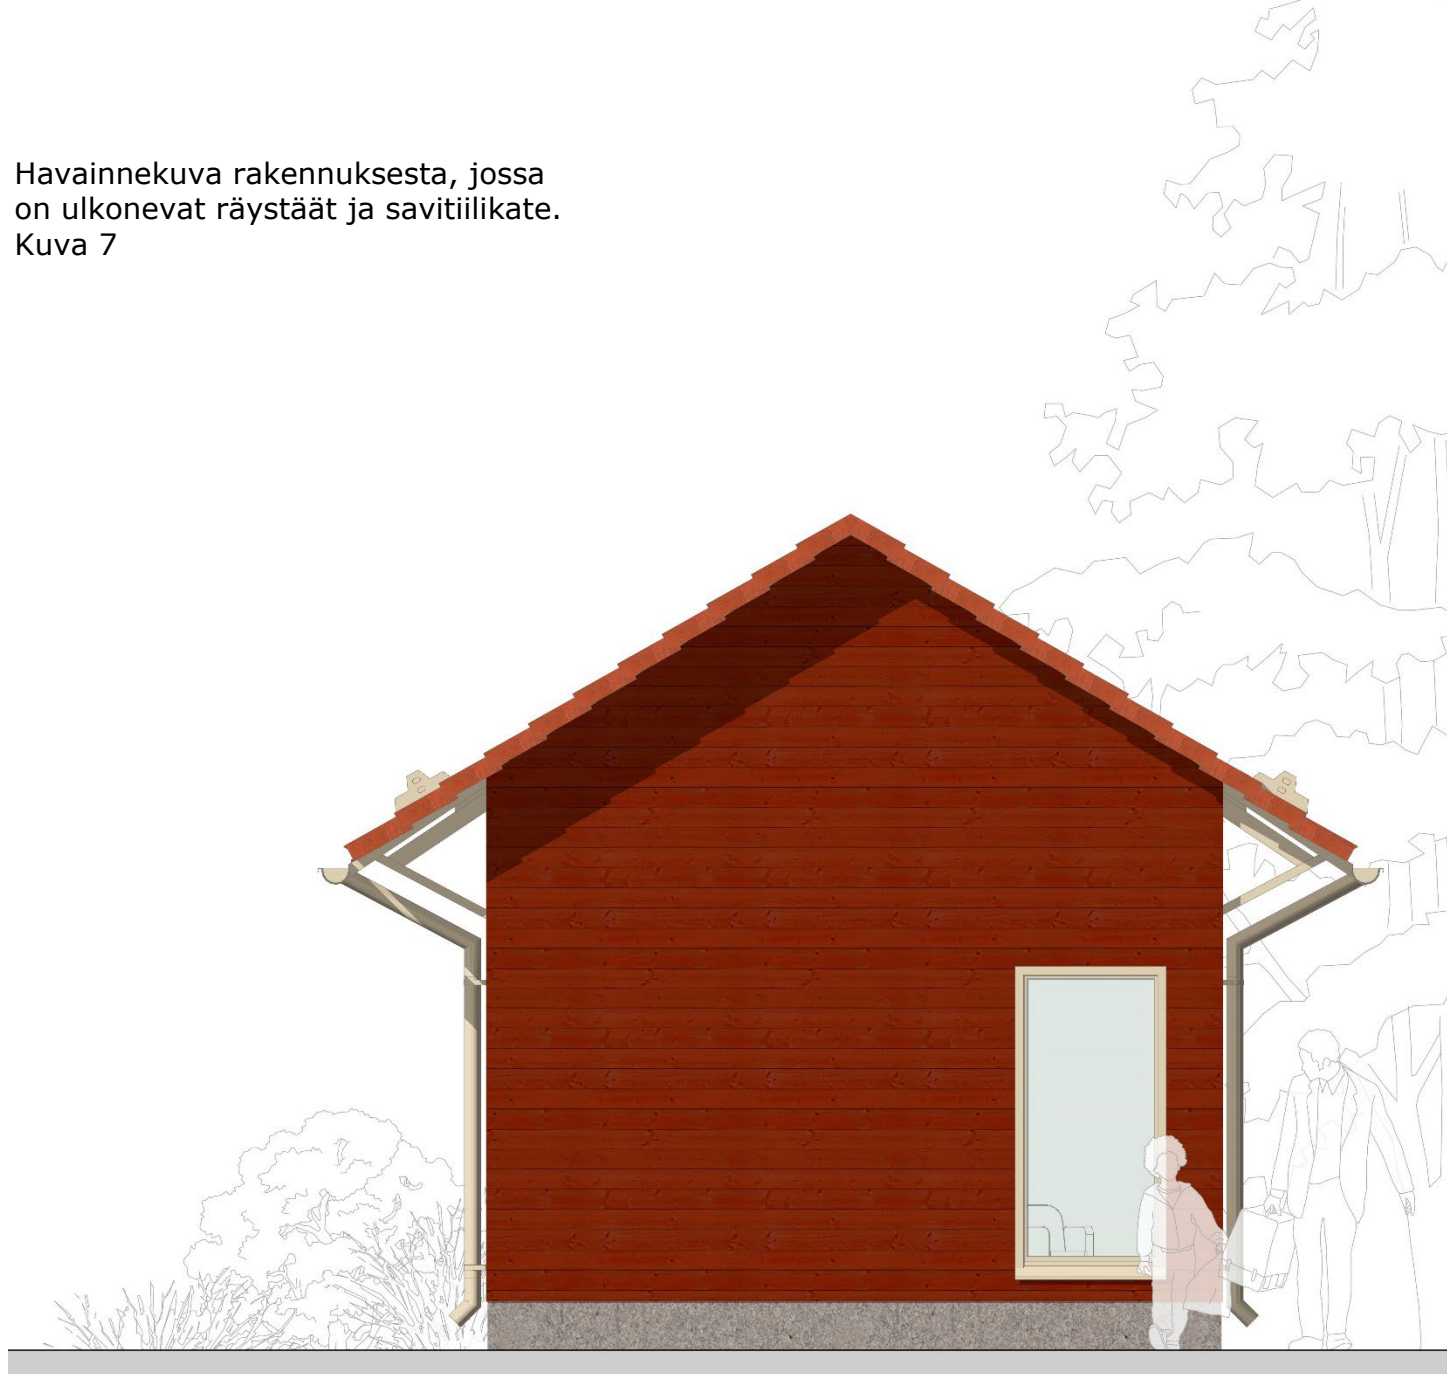 Havainnekuva rakennuksesta, jossa
on ulkonevat räystäät ja savitiilikate.
Kuva 7